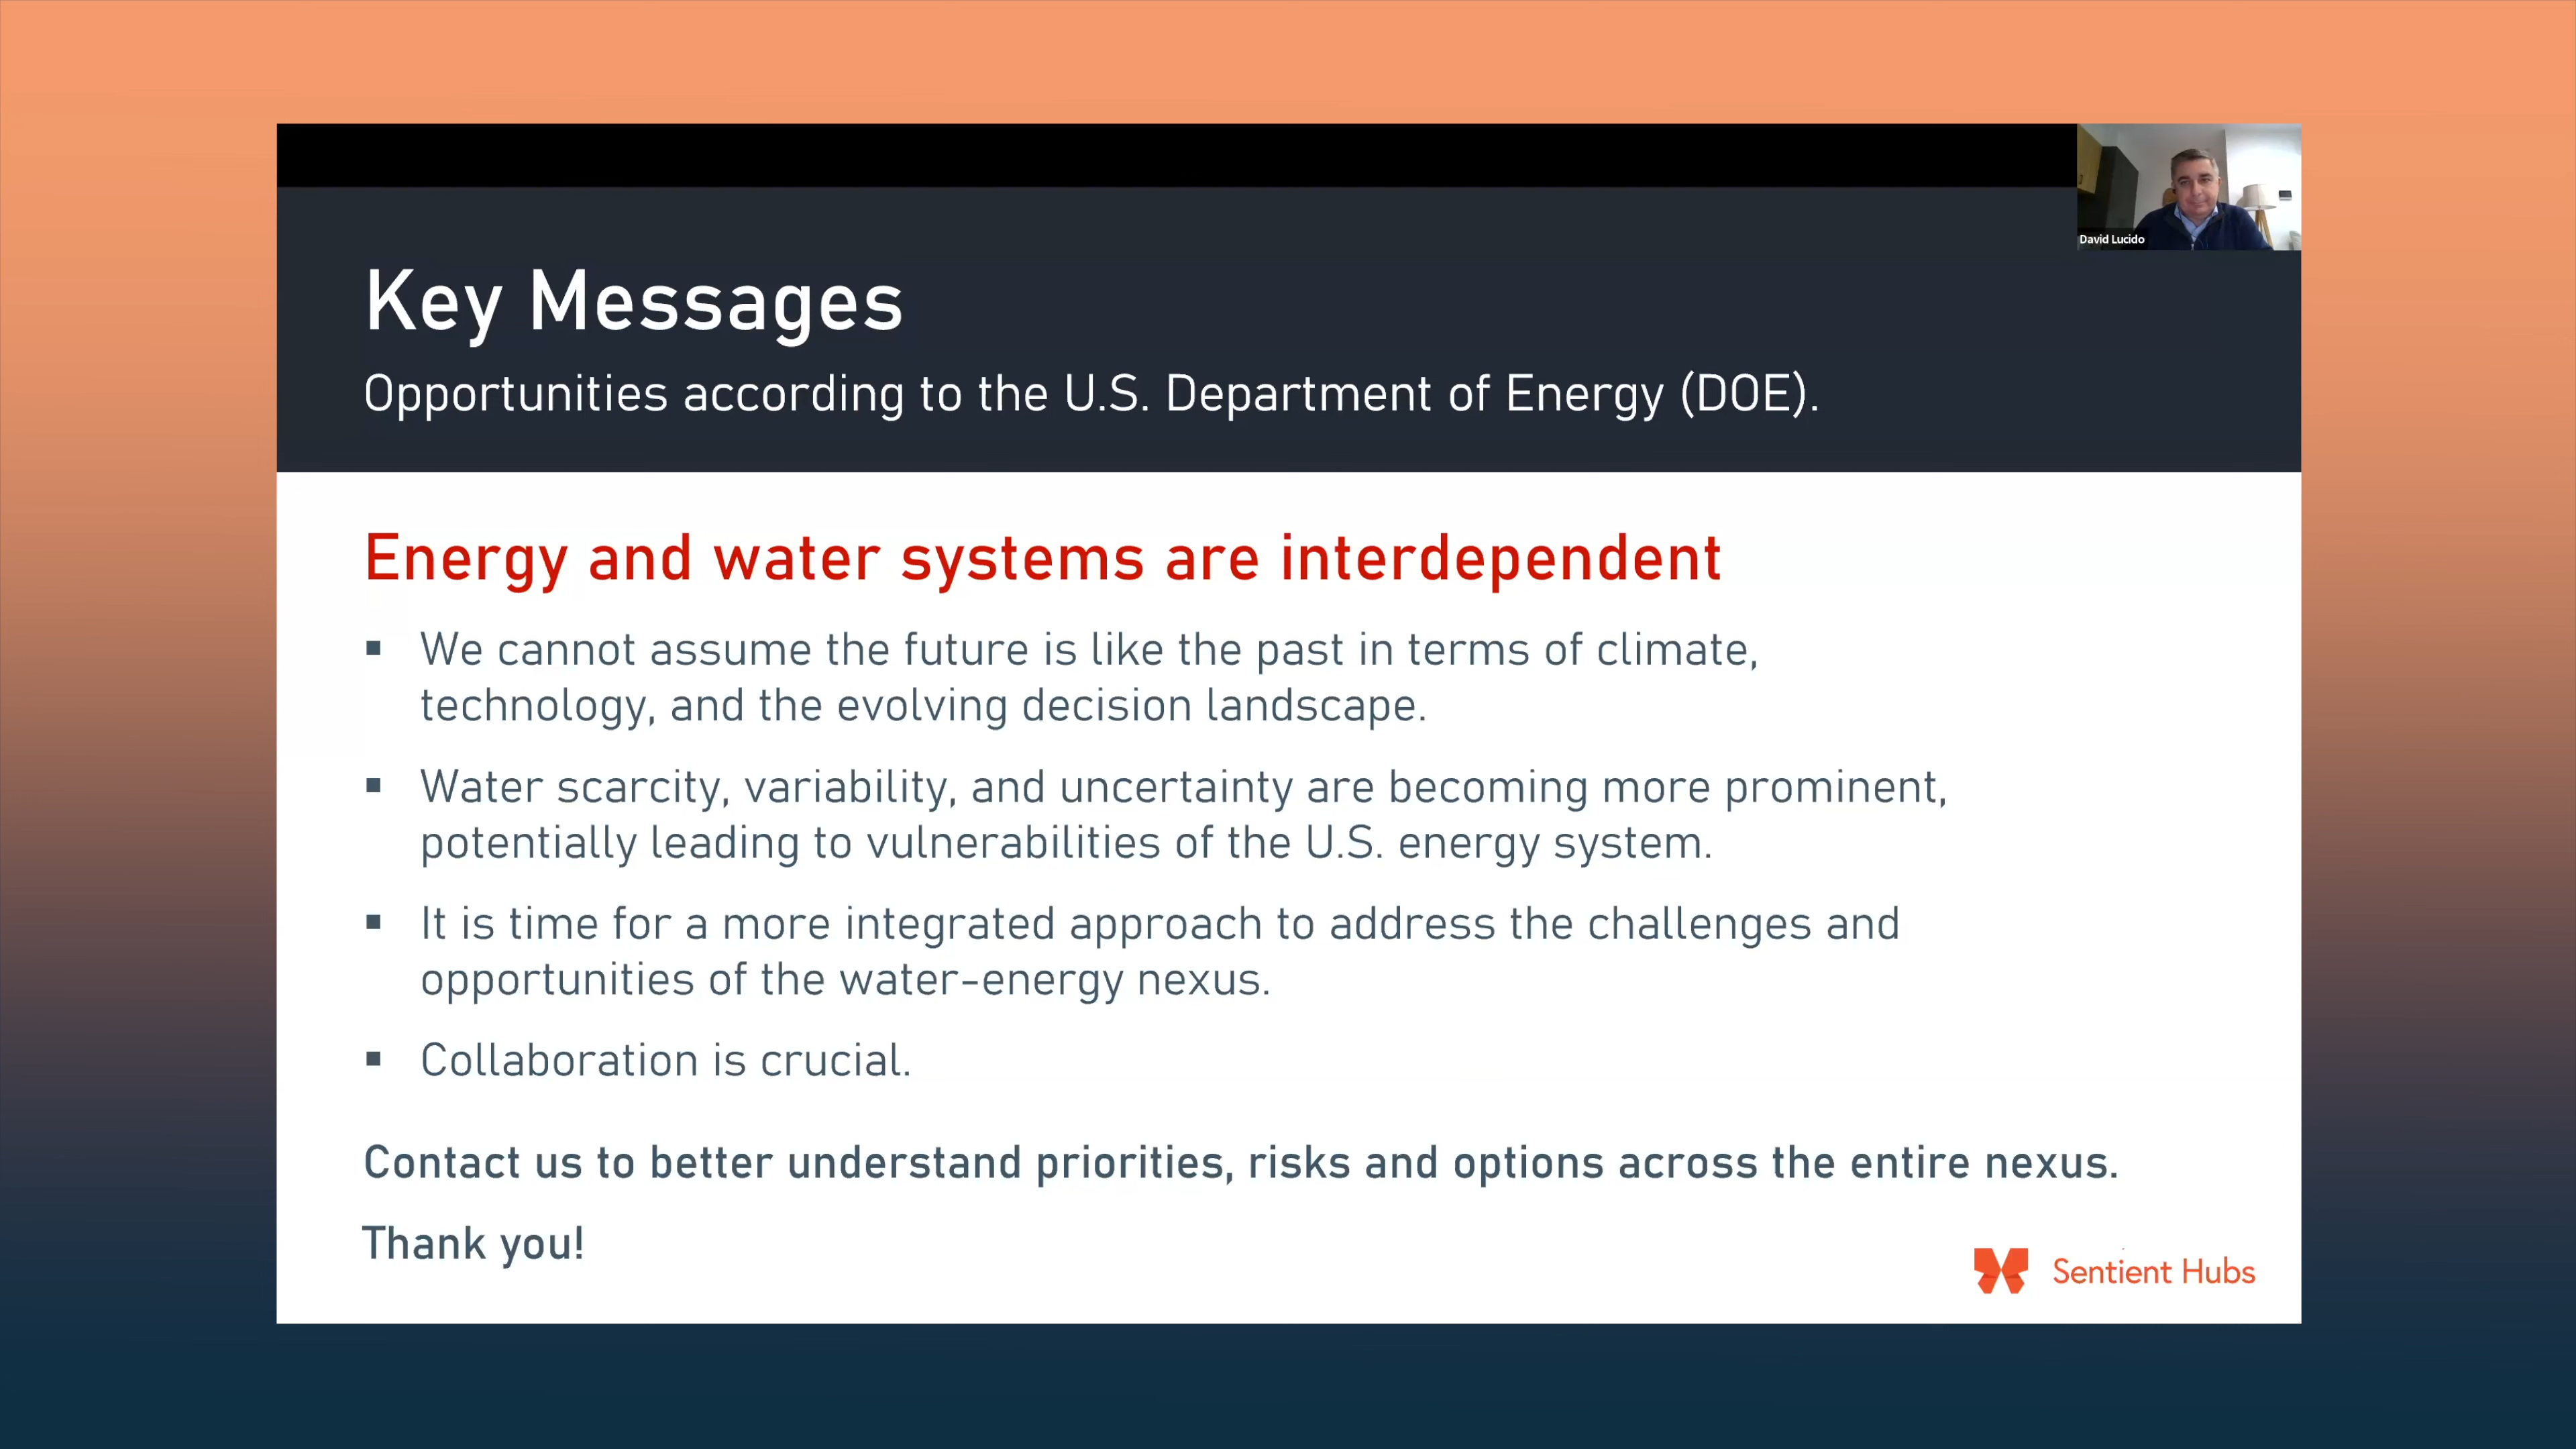 David Lucido
Key Messages
Opportunities according to the U.S. Department of Energy (DOE).
Energy and water systems are interdependent
▪ We cannot assume the future is like the past in terms of climate,
technology, and the evolving decision landscape.
▪ Water scarcity, variability, and uncertainty are becoming more prominent,
potentially leading to vulnerabilities of the U.S. energy system.
▪ It is time for a more integrated approach to address the challenges and
opportunities of the water-energy nexus.
▪ Collaboration is crucial.
Contact us to better understand priorities, risks and options across the entire nexus.
Thank you!
Sentient Hubs